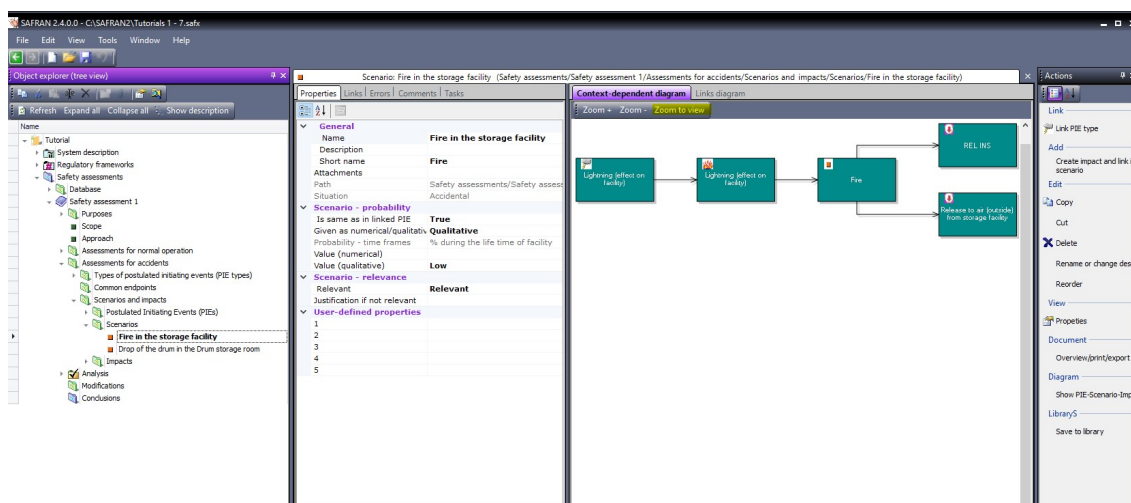 SAFRAN 2.4.0.0 - C:\SAFRAN2\Tutorials 1 - 7.safx
File Edit View Tools Window Help
Object explorer (tree view)
Refresh Expand all Collapse all Show description
Name
Tutorial
System description
Regulatory frameworks
Safety assessments
Database
Safety assessment 1
Purposes
Scope
Approach
Assessments for normal operation
Assessments for accidents
Types of postulated initiating events (PIE types)
Common endpoints
Scenarios and impacts
Postulated Initiating Events (PIEs)
Scenarios
Fire in the storage facility
Drop of the drum in the Drum storage room
Impacts
Analysis
Modifications
Conclusions
Scenario: Fire in the storage facility (Safety assessments/Safety assessment 1/Assessments for accidents/Scenarios and impacts/Scenarios/Fire in the storage facility)
Properties Links Errors Comments Tasks
General
Name Fire in the storage facility
Description
Short name Fire
Attachments
Path Safety assessments/Safety assess
Situation Accidental
Scenario - probability
Is same as in linked PIE True
Given as numerical/qualitativ Qualitative
Probability - time frames % during the life time of facility
Value (numerical)
Value (qualitative) Low
Scenario - relevance
Relevant Relevant
Justification if not relevant
User-defined properties
1
2
3
4
5
Context-dependent diagram Links diagram
Zoom + Zoom - Zoom to view
Lightning (effect on
facility)
Lightning (effect on
facility)
Fire
REL INS
Release to air (outside)
from storage facility
Actions
Link
Link PIE type
Add
Create impact and link
scenario
Edit
Copy
Cut
Delete
Rename or change des
Reorder
View
Propeties
Document
Overview/print/export
Diagram
Show PIE-Scenario-Imp
LibraryS
Save to library